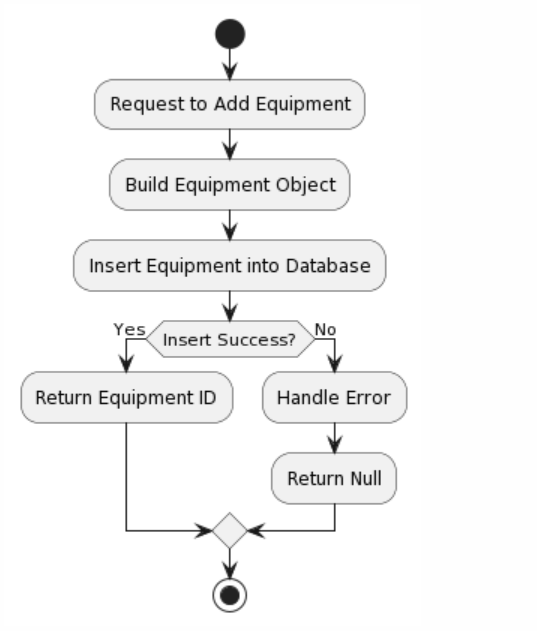 Request to Add Equipment
Build Equipment Object
Insert Equipment into Database
Yes
Insert Success?
No
Return Equipment ID
Handle Error
Return Null